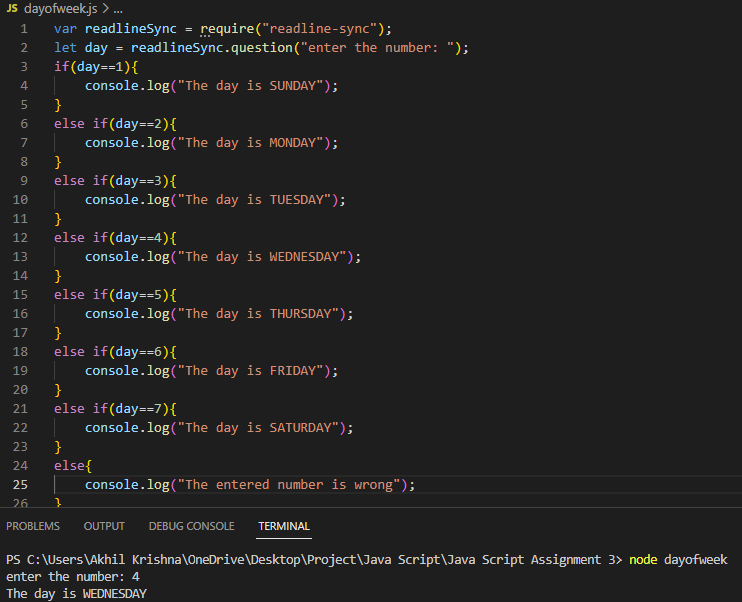 JS dayofweek.js > ...
1 var readlineSync = require("readline-sync");
2 let day = readlineSync.question("enter the number: ");
3 if(day==1){
4 console.log("The day is SUNDAY");
5 }
6 else if(day==2){
7 console.log("The day is MONDAY");
8 }
9 else if(day==3){
10 console.log("The day is TUESDAY");
11 }
12 else if(day==4){
13 console.log("The day is WEDNESDAY");
14 }
15 else if(day==5){
16 console.log("The day is THURSDAY");
17 }
18 else if(day==6){
19 console.log("The day is FRIDAY");
20 }
21 else if(day==7){
22 console.log("The day is SATURDAY");
23 }
24 else{
25 console.log("The entered number is wrong");
26 }
PROBLEMS OUTPUT DEBUG CONSOLE TERMINAL
PS C:\Users\Akhil Krishna\OneDrive\Desktop\Project\Java Script\Java Script Assignment 3> node dayofweek
enter the number: 4
The day is WEDNESDAY